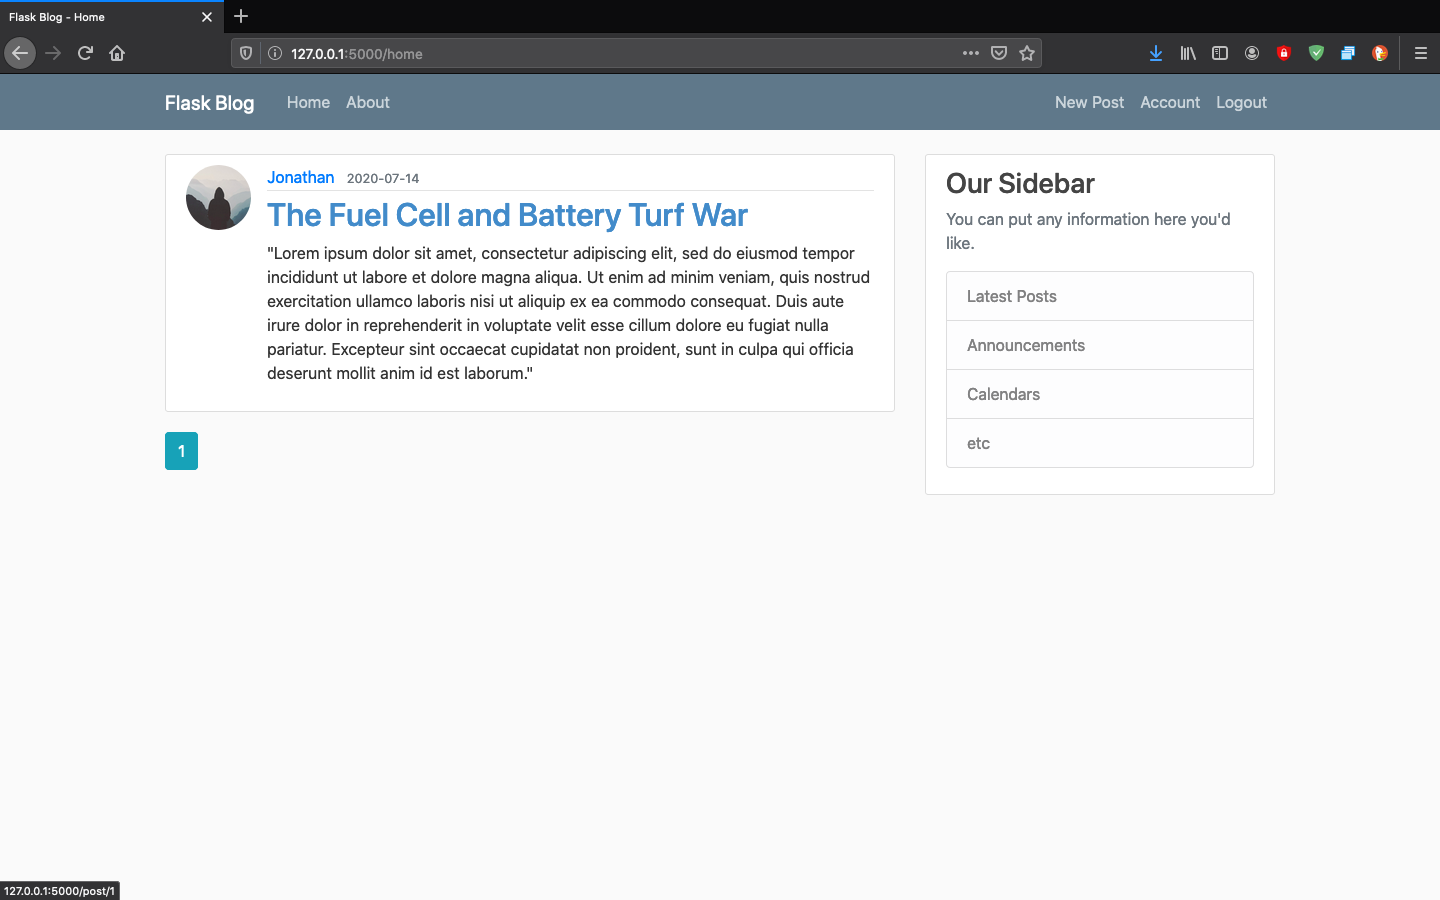 Flask Blog - Home
127.0.0.1:5000/home
Flask Blog Home About New Post Account Logout
Jonathan 2020-07-14
The Fuel Cell and Battery Turf War
"Lorem ipsum dolor sit amet, consectetur adipiscing elit, sed do eiusmod tempor
incididunt ut labore et dolore magna aliqua. Ut enim ad minim veniam, quis nostrud
exercitation ullamco laboris nisi ut aliquip ex ea commodo consequat. Duis aute
irure dolor in reprehenderit in voluptate velit esse cillum dolore eu fugiat nulla
pariatur. Excepteur sint occaecat cupidatat non proident, sunt in culpa qui officia
deserunt mollit anim id est laborum."
1
Our Sidebar
You can put any information here you'd
like.
Latest Posts
Announcements
Calendars
etc
127.0.0.1:5000/post/1